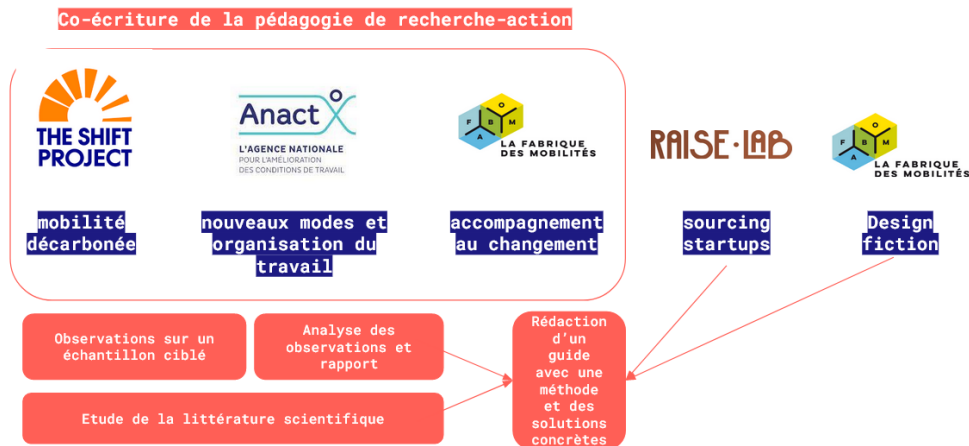 Co-écriture de la pédagogie de recherche-action
THE SHIFT
PROJECT
Anact
L'AGENCE NATIONALE
POUR L'AMÉLIORATION
DES CONDITIONS DE TRAVAIL
F A B M O
LA FABRIQUE
DES MOBILITÉS
RAISE·LAB
F A B M O
LA FABRIQUE
DES MOBILITÉS
mobilité
décarbonée
nouveaux modes et
organisation du
travail
accompagnement
au changement
sourcing
startups
Design
fiction
Observations sur un
échantillon ciblé
Analyse des
observations et
rapport
Rédaction
d'un
guide
avec une
méthode
et des
solutions
concrètes
Etude de la littérature scientifique